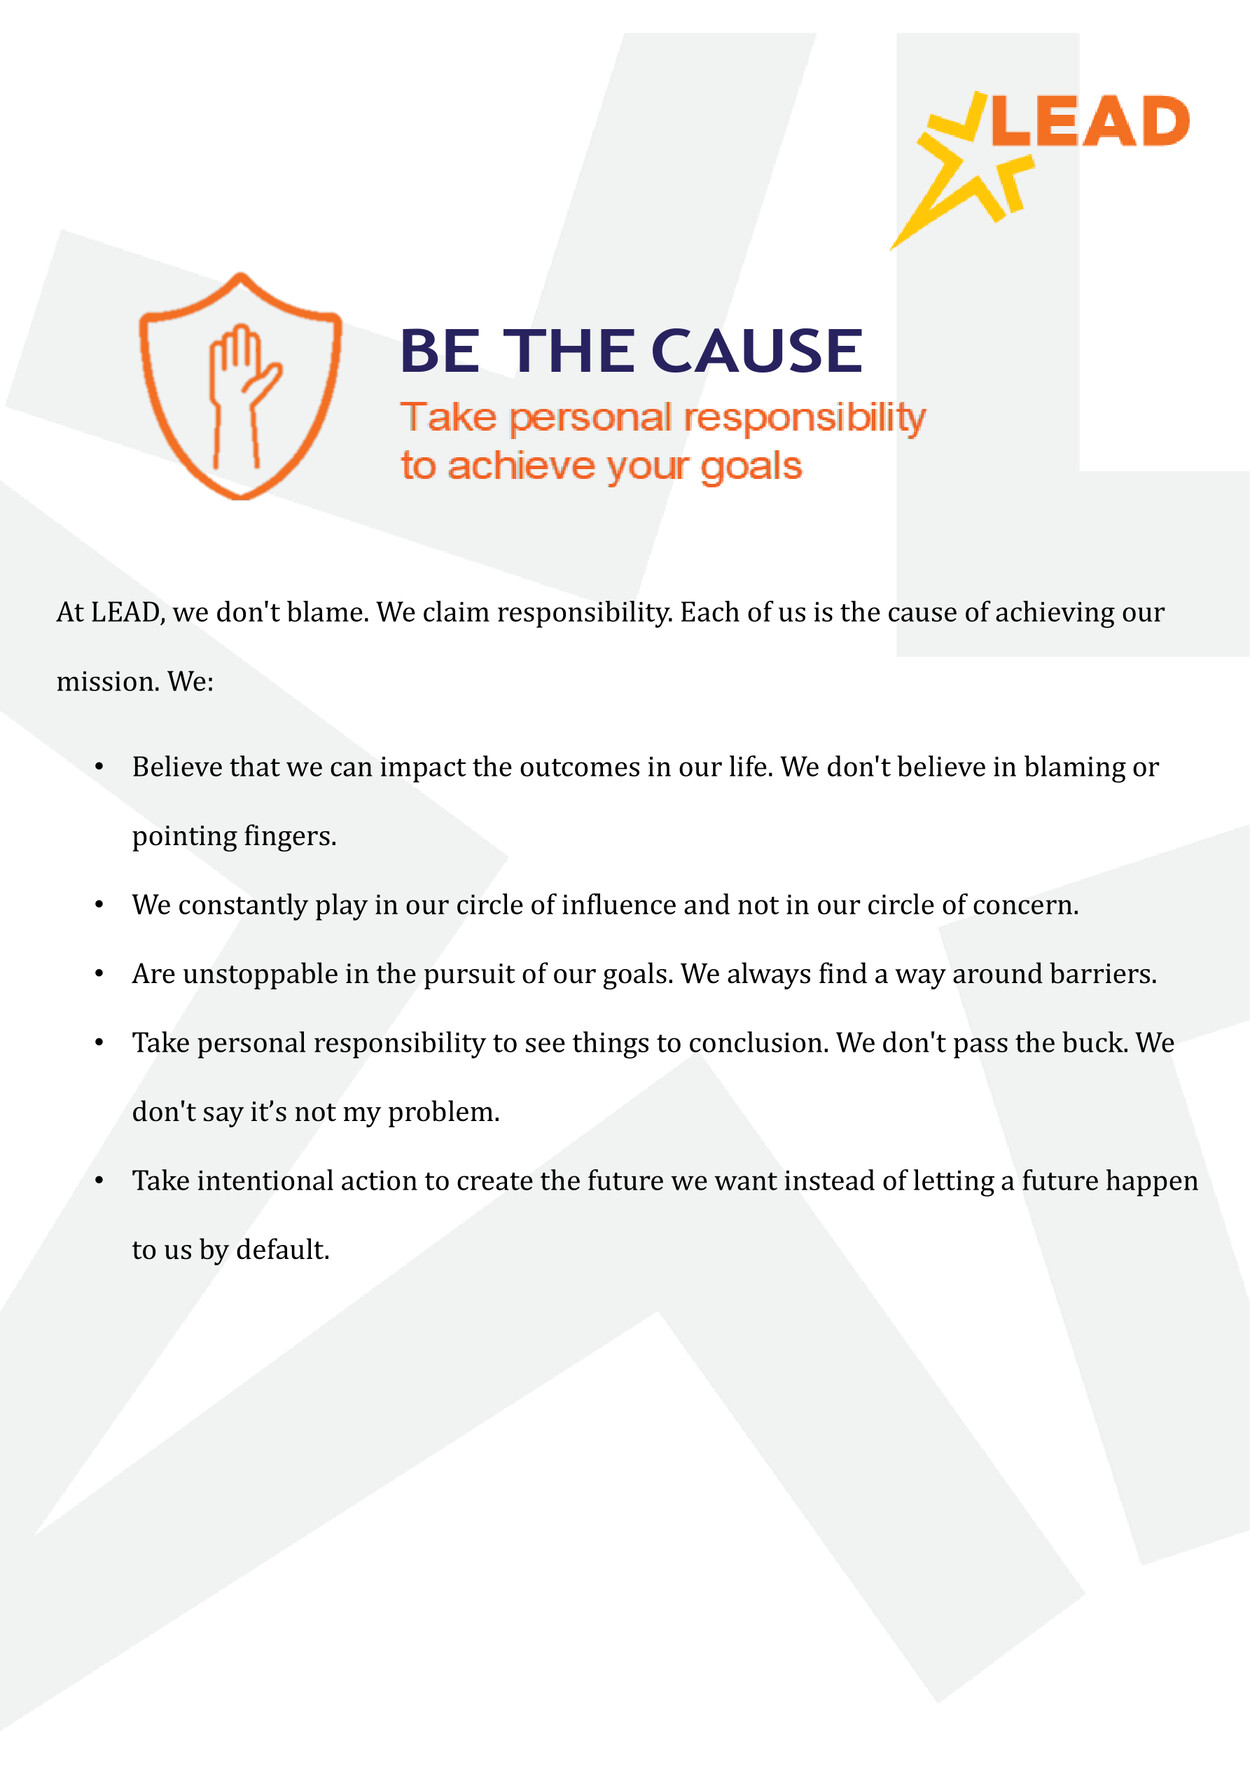 LEAD
BE THE CAUSE
Take personal responsibility
to achieve your goals
At LEAD, we don't blame. We claim responsibility. Each of us is the cause of achieving our
mission. We:
• Believe that we can impact the outcomes in our life. We don't believe in blaming or
pointing fingers.
• We constantly play in our circle of influence and not in our circle of concern.
• Are unstoppable in the pursuit of our goals. We always find a way around barriers.
• Take personal responsibility to see things to conclusion. We don't pass the buck. We
don't say it’s not my problem.
• Take intentional action to create the future we want instead of letting a future happen
to us by default.